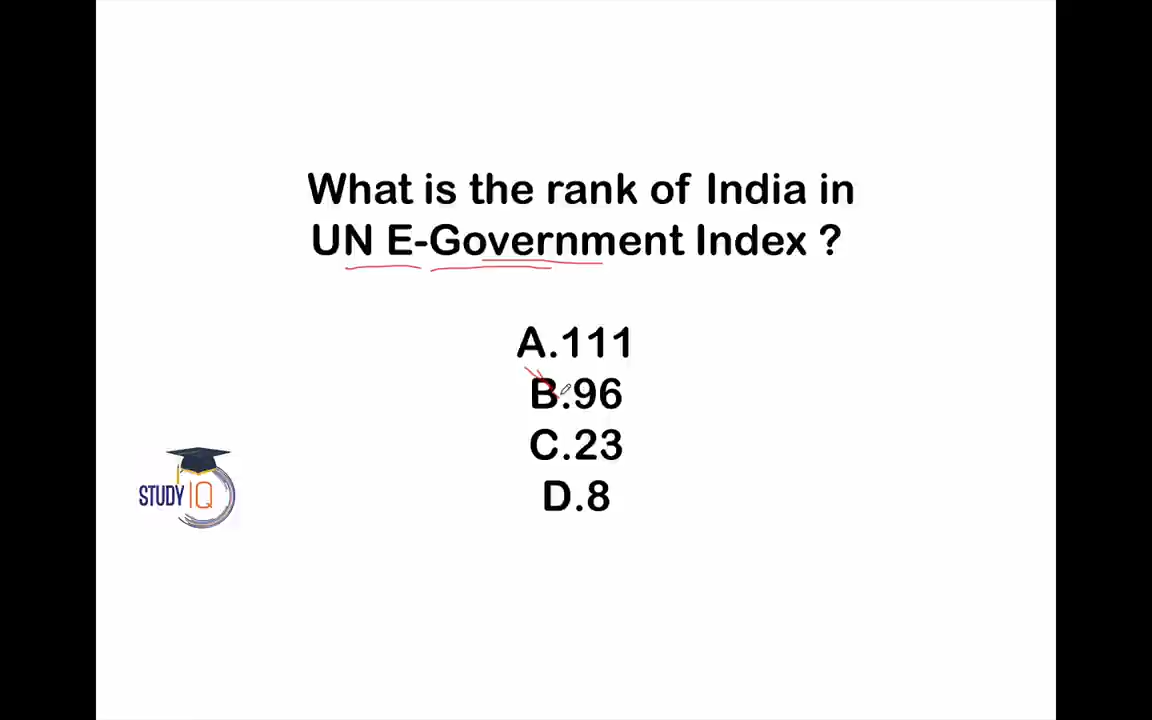 What is the rank of India in
UN E-Government Index ?
A.111
B.96
C.23
D.8
STUDY IQ